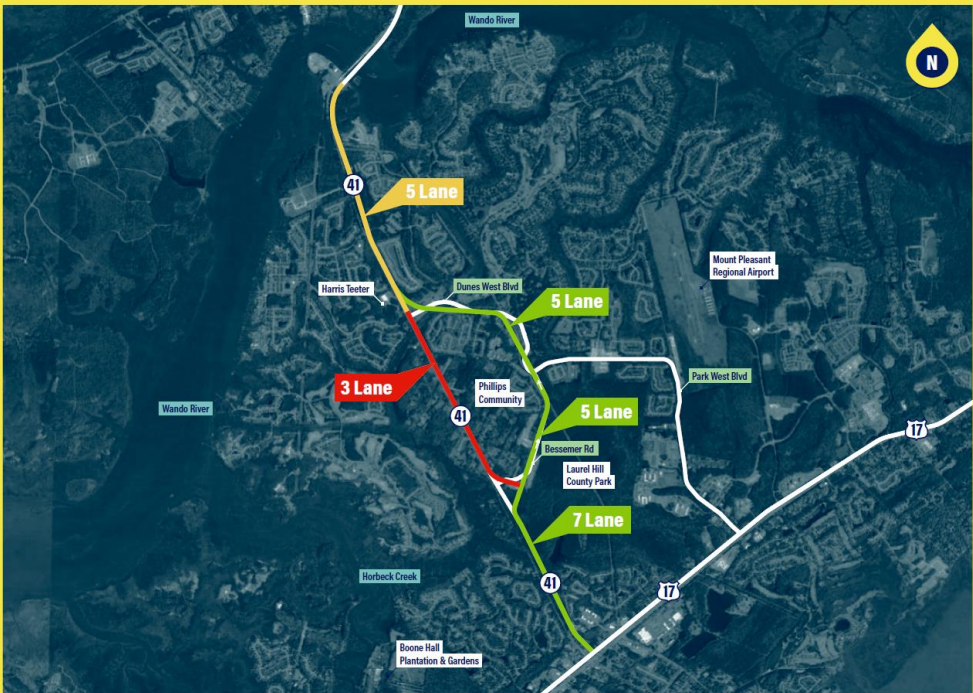 Wando River
N
41
5 Lane
Mount Pleasant
Regional Airport
Harris Teeter
Dunes West Blvd
5 Lane
3 Lane
Phillips
Community
Park West Blvd
Wando River
41
5 Lane
17
Bessemer Rd
Laurel Hill
County Park
7 Lane
Horbeck Creek
41
17
Boone Hall
Plantation & Gardens